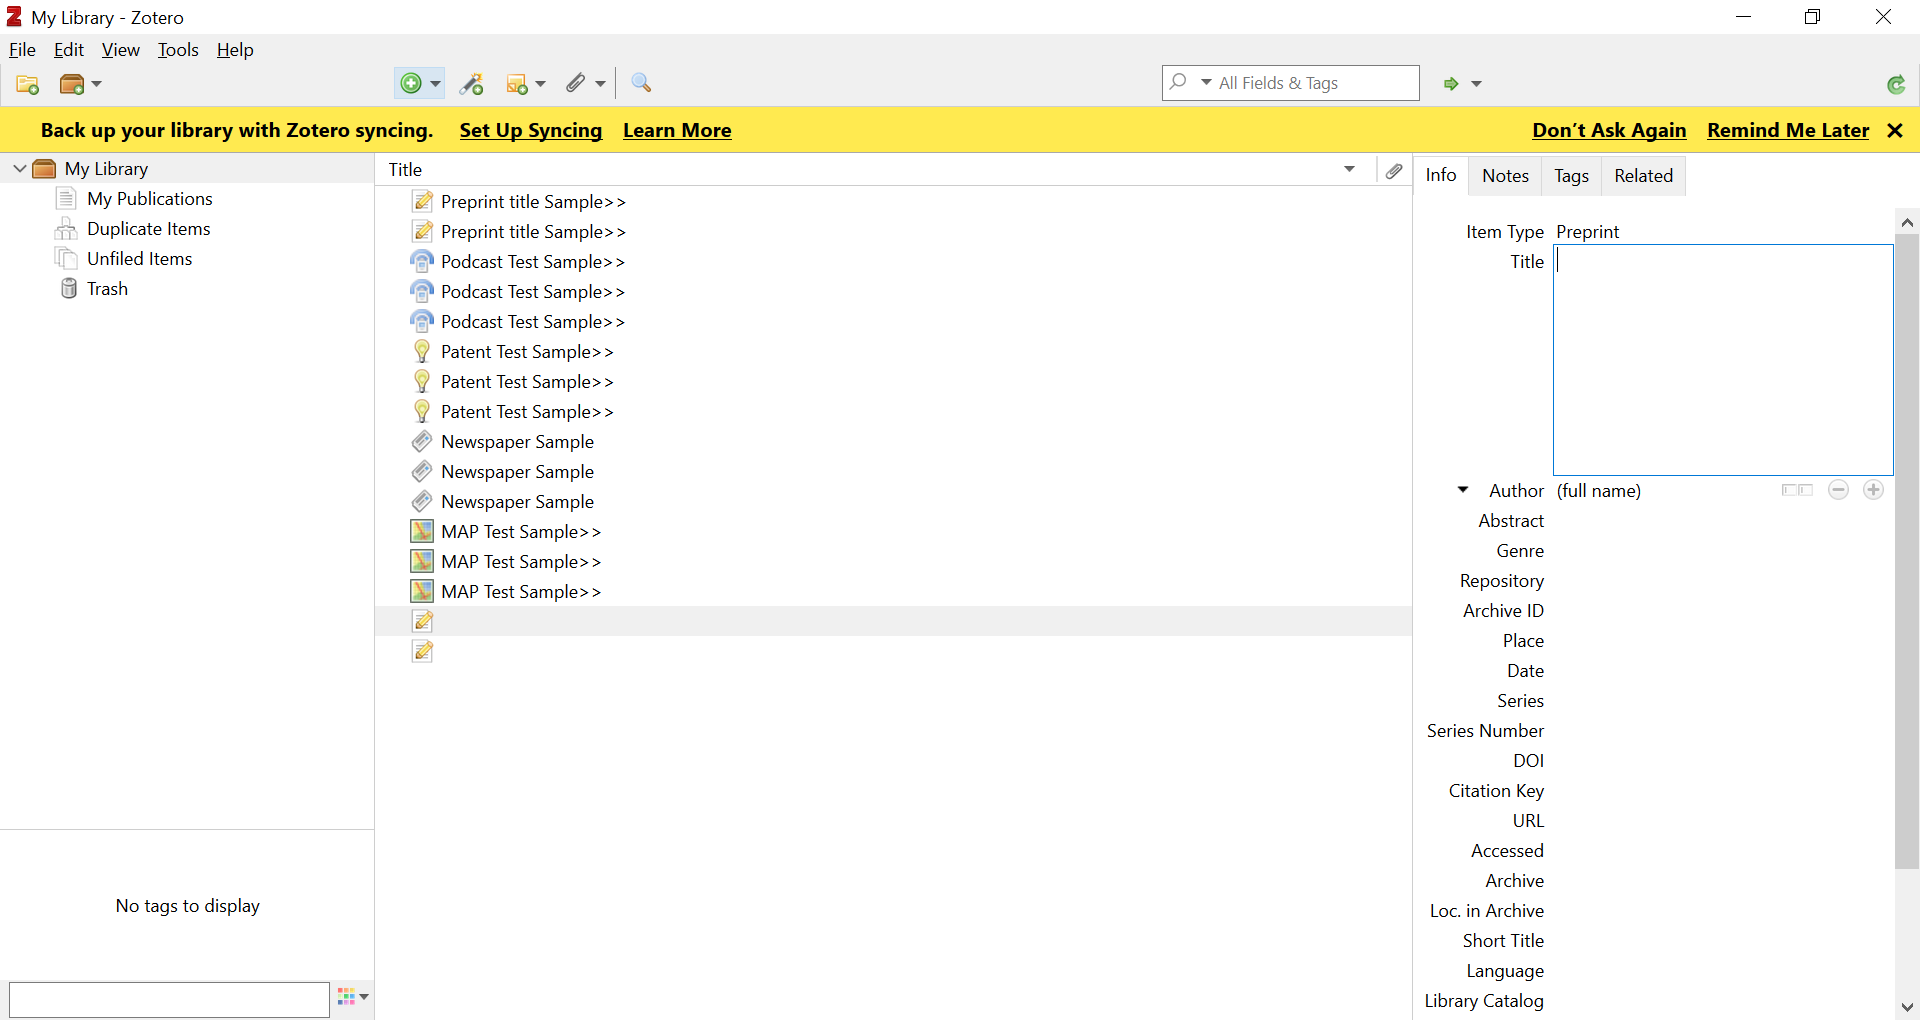 My Library - Zotero
File Edit View Tools Help
All Fields & Tags
Back up your library with Zotero syncing. Set Up Syncing Learn More Don't Ask Again Remind Me Later
My Library
My Publications
Duplicate Items
Unfiled Items
Trash
No tags to display
Title
Preprint title Sample>>
Preprint title Sample>>
Podcast Test Sample>>
Podcast Test Sample>>
Podcast Test Sample>>
Patent Test Sample>>
Patent Test Sample>>
Patent Test Sample>>
Newspaper Sample
Newspaper Sample
Newspaper Sample
MAP Test Sample>>
MAP Test Sample>>
MAP Test Sample>>
Info Notes Tags Related
Item Type Preprint
Title
Author (full name)
Abstract
Genre
Repository
Archive ID
Place
Date
Series
Series Number
DOI
Citation Key
URL
Accessed
Archive
Loc. in Archive
Short Title
Language
Library Catalog